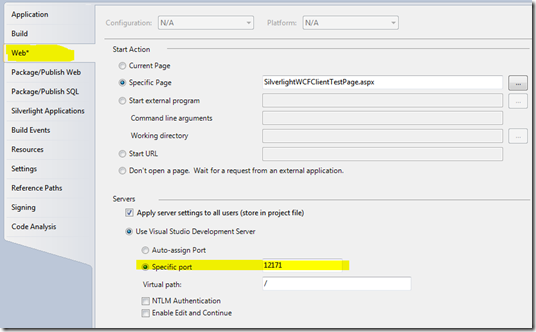 Application
Build
Web*
Package/Publish Web
Package/Publish SQL
Silverlight Applications
Build Events
Resources
Settings
Reference Paths
Signing
Code Analysis
Configuration: N/A Platform: N/A
Start Action
Current Page
Specific Page SilverlightWCFClientTestPage.aspx ...
Start external program ...
Command line arguments
Working directory ...
Start URL
Don't open a page. Wait for a request from an external application.
Servers
Apply server settings to all users (store in project file)
Use Visual Studio Development Server
Auto-assign Port
Specific port 12171
Virtual path: /
NTLM Authentication
Enable Edit and Continue